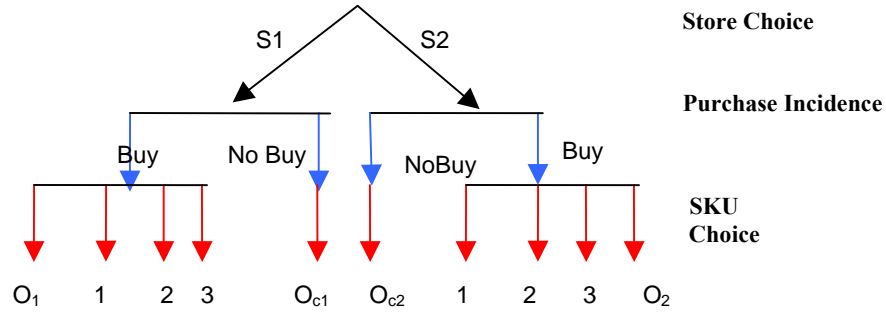 S1 S2 Store Choice
Purchase Incidence
Buy No Buy NoBuy Buy
SKU
Choice
O1 1 2 3 Oc1 Oc2 1 2 3 O2